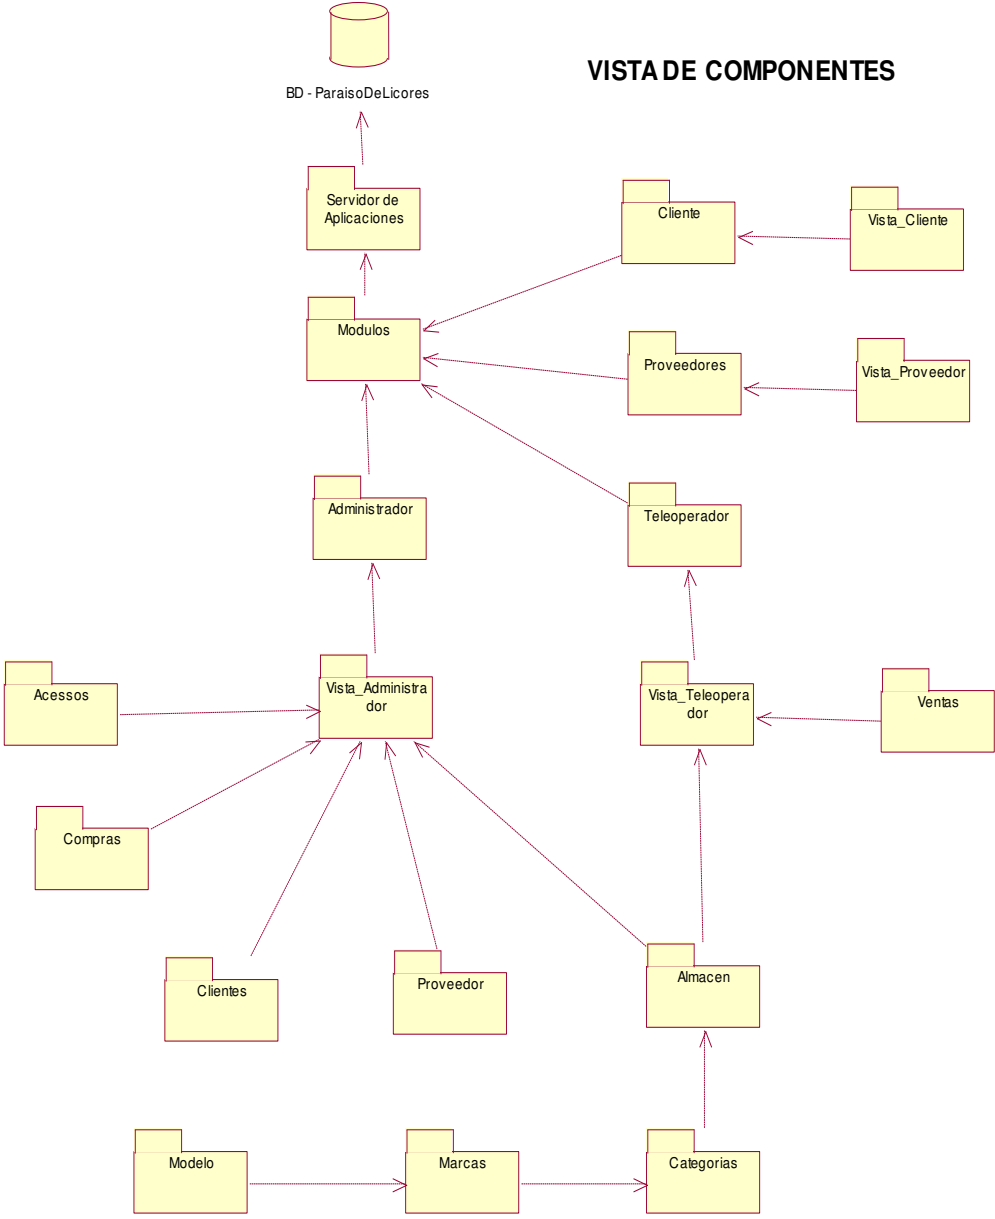 VISTA DE COMPONENTES
BD - ParaisoDeLicores
Servidor de
Aplicaciones
Cliente
Vista_Cliente
Modulos
Proveedores
Vista_Proveedor
Administrador
Teleoperador
Acessos
Vista_Administra
dor
Vista_Teleopera
dor
Ventas
Compras
Clientes
Proveedor
Almacen
Modelo
Marcas
Categorias